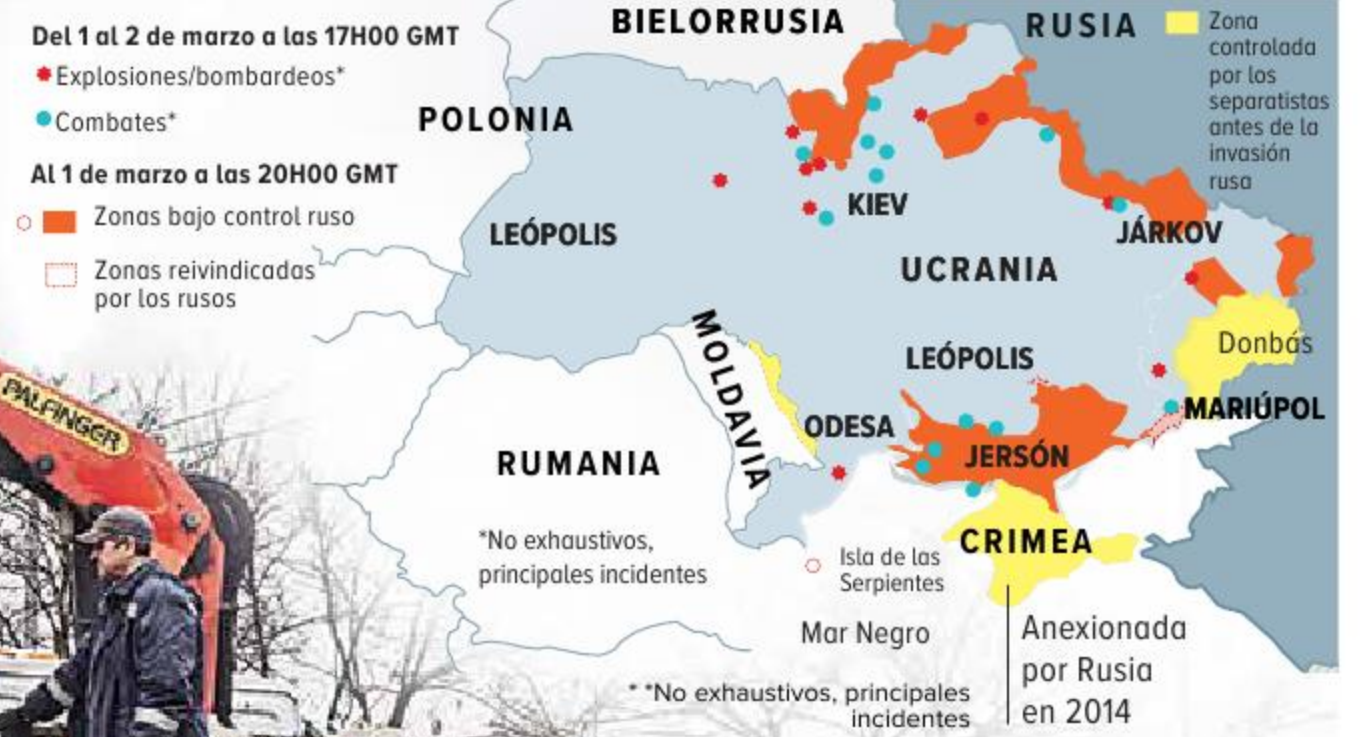 Del 1 al 2 de marzo a las 17H00 GMT
Explosiones/bombardeos*
Combates*
Al 1 de marzo a las 20H00 GMT
Zonas bajo control ruso
Zonas reivindicadas
por los rusos
BIELORRUSIA
RUSIA
Zona
controlada
por los
separatistas
antes de la
invasión
rusa
POLONIA
KIEV
LEÓPOLIS
JÁRKOV
UCRANIA
MOLDAVIA
LEÓPOLIS
Donbás
ODESA
MARIÚPOL
RUMANIA
JERSÓN
CRIMEA
*No exhaustivos,
principales incidentes
Isla de las
Serpientes
Mar Negro
Anexionada
por Rusia
en 2014
* *No exhaustivos, principales
incidentes
PALFINGER